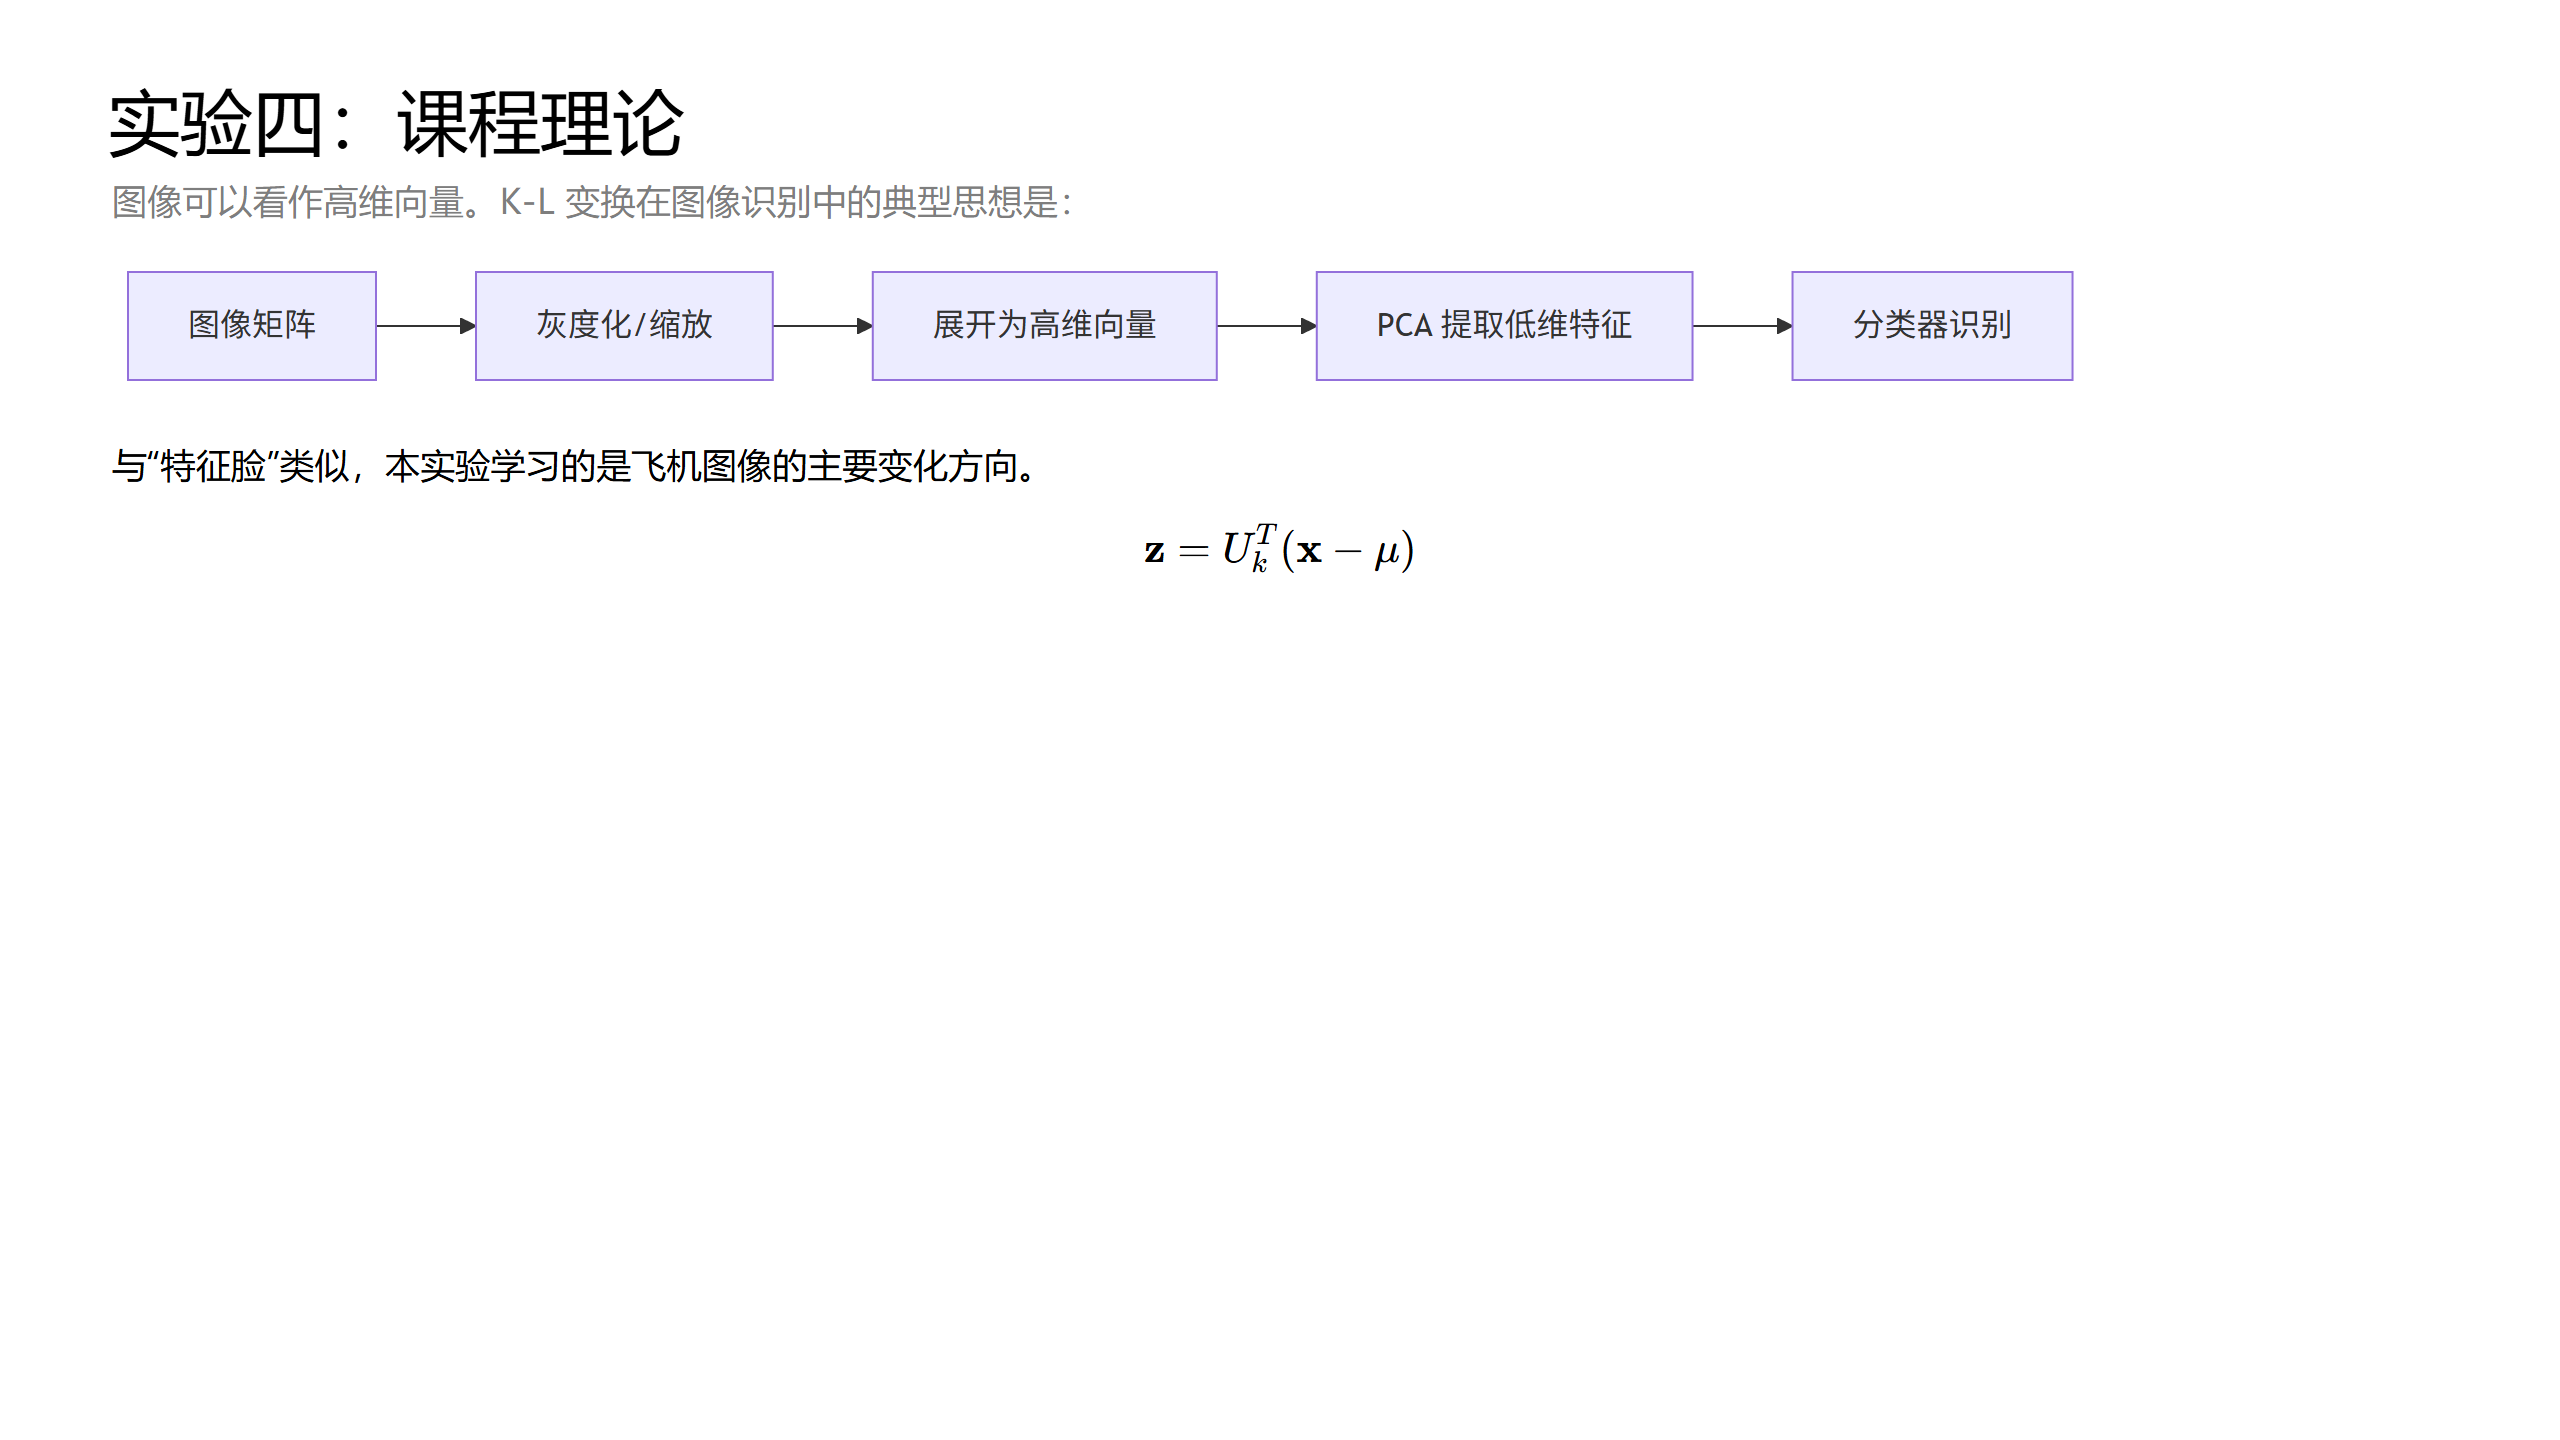 实验四：课程理论
图像可以看作高维向量。K-L 变换在图像识别中的典型思想是：
图像矩阵
灰度化/缩放
展开为高维向量
PCA 提取低维特征
分类器识别
与“特征脸”类似，本实验学习的是飞机图像的主要变化方向。
$\mathbf{z} = U_k^T(\mathbf{x} - \mu)$